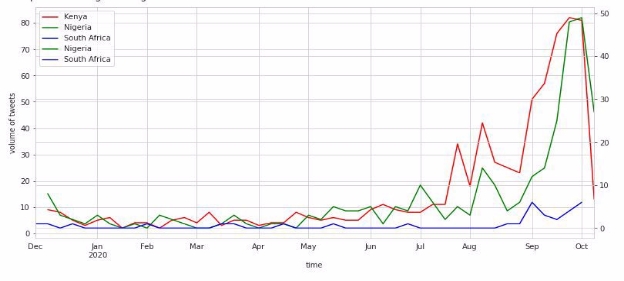 Kenya
Nigeria
South Africa
Nigeria
South Africa
80
70
60
50
40
30
20
10
0
volume of tweets
50
40
30
20
10
0
Dec Jan Feb Mar Apr May Jun Jul Aug Sep Oct
2020
time